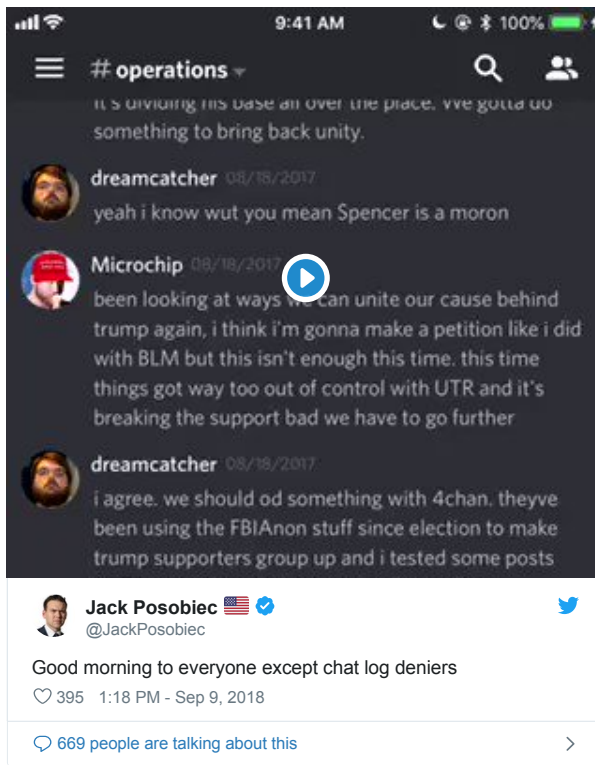 9:41 AM
100%
# operations
it's dividing his base all over the place. We gotta do
something to bring back unity.
dreamcatcher 08/18/2017
yeah i know wut you mean Spencer is a moron
Microchip 08/18/2017
been looking at ways we can unite our cause behind
trump again, i think i'm gonna make a petition like i did
with BLM but this isn't enough this time. this time
things got way too out of control with UTR and it's
breaking the support bad we have to go further
dreamcatcher 08/18/2017
i agree. we should od something with 4chan. theyve
been using the FBIAnon stuff since election to make
trump supporters group up and i tested some posts
Jack Posobiec
@JackPosobiec
Good morning to everyone except chat log deniers
395 1:18 PM - Sep 9, 2018
669 people are talking about this